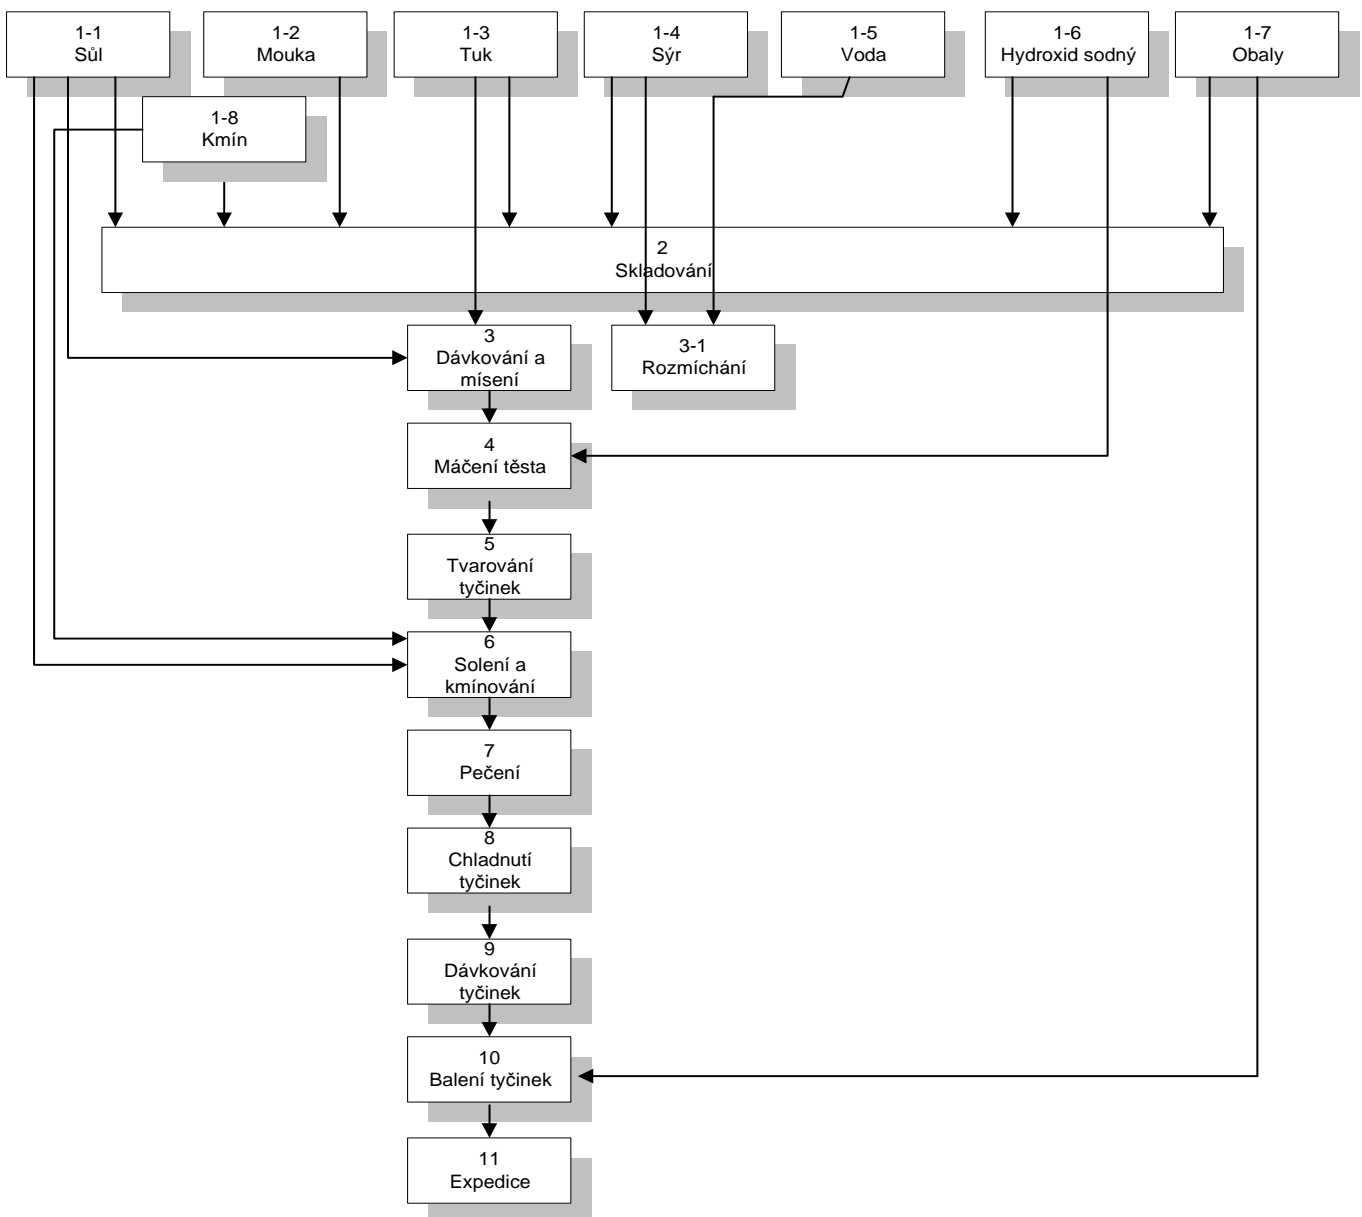 1-1
Sůl
1-2
Mouka
1-3
Tuk
1-4
Sýr
1-5
Voda
1-6
Hydroxid sodný
1-7
Obaly
1-8
Kmín
2
Skladování
3
Dávkování a
mísení
3-1
Rozmíchání
4
Máčení těsta
5
Tvarování
tyčinek
6
Solení a
kmínování
7
Pečení
8
Chladnutí
tyčinek
9
Dávkování
tyčinek
10
Balení tyčinek
11
Expedice